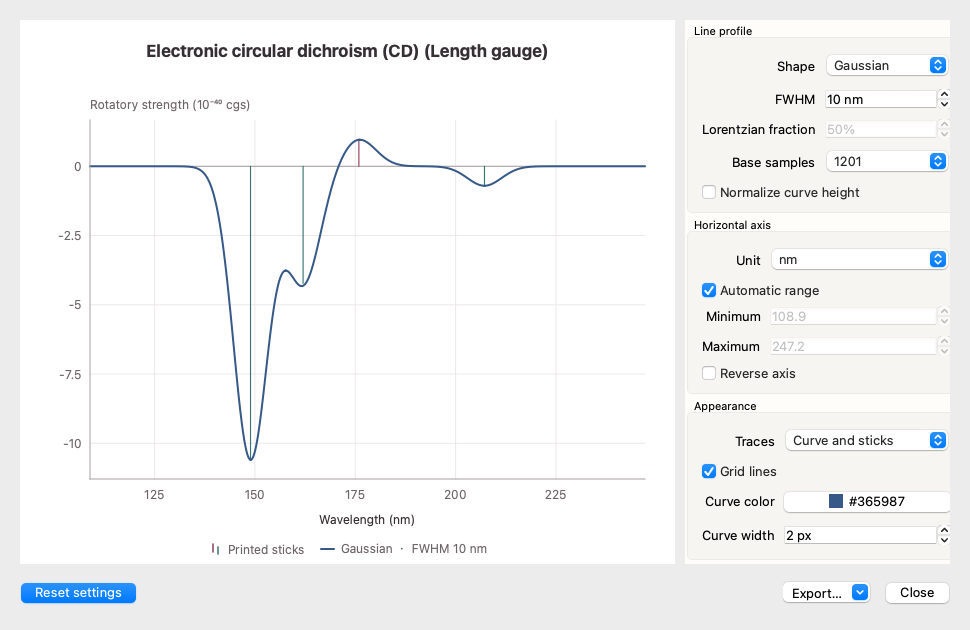 Electronic circular dichroism (CD) (Length gauge)
Rotatory strength (10⁻⁴⁰ cgs)
0
-2.5
-5
-7.5
-10
125
150
175
200
225
Wavelength (nm)
Printed sticks
Gaussian · FWHM 10 nm
Line profile
Shape
Gaussian
FWHM
10 nm
Lorentzian fraction
50%
Base samples
1201
Normalize curve height
Horizontal axis
Unit
nm
Automatic range
Minimum
108.9
Maximum
247.2
Reverse axis
Appearance
Traces
Curve and sticks
Grid lines
Curve color
#365987
Curve width
2 px
Reset settings
Export...
Close